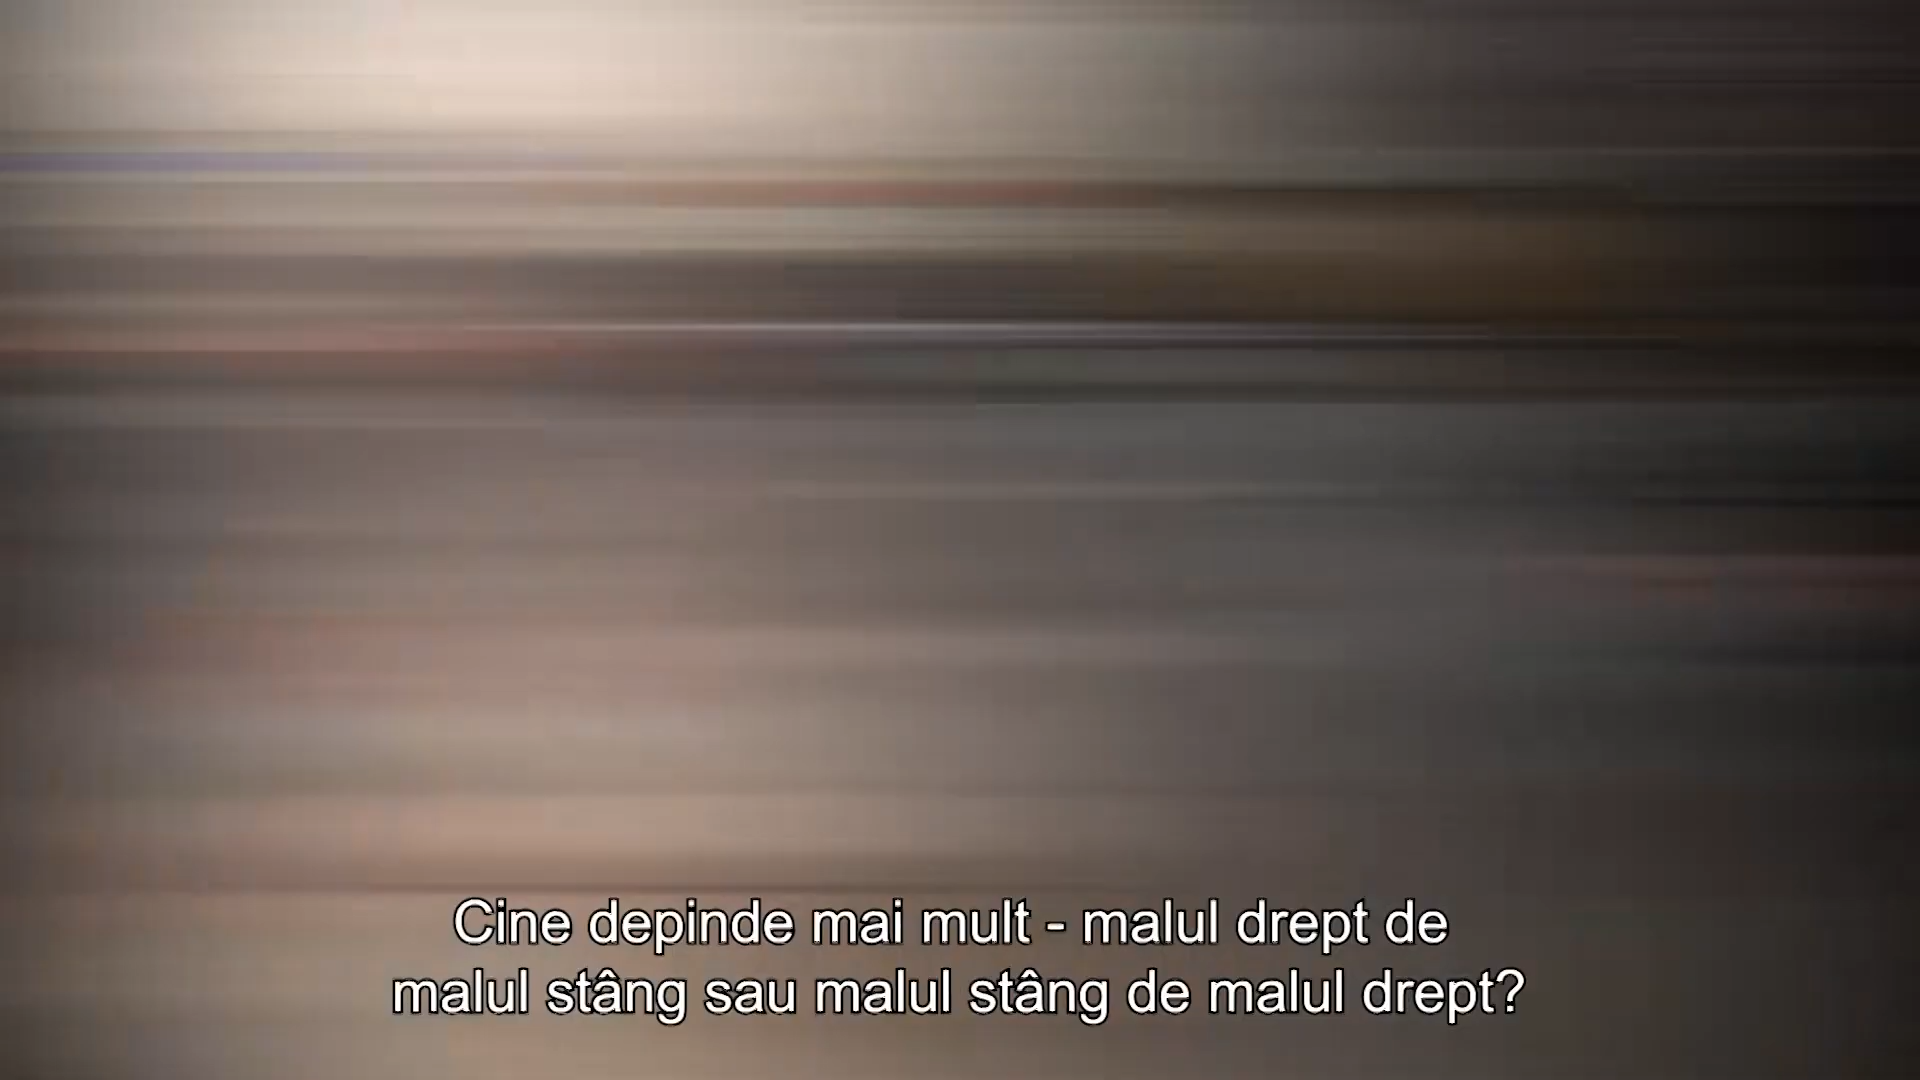 Cine depinde mai mult - malul drept de
malul stâng sau malul stâng de malul drept?